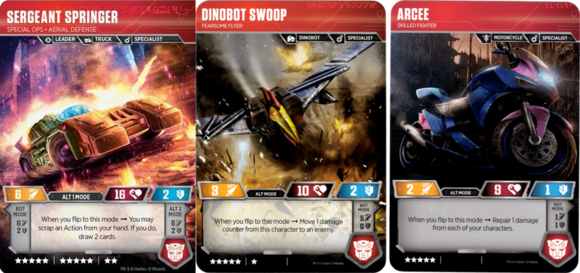 SERGEANT SPRINGER
SPECIAL OPS • AERIAL DEFENSE
LEADER TRUCK SPECIALIST
6 ALT 1 MODE 16 2
BOT
MODE
When you flip to this mode → You may
scrap an Action from your hand. If you do,
draw 2 cards.
ALT 2
MODE
DINOBOT SWOOP
FEARSOME FLYER
DINOBOT SPECIALIST
3 ALT MODE 10 2
BOT
MODE
When you flip to this mode → Move 1 damage
counter from this character to an enemy.
ARCEE
SKILLED FIGHTER
MOTORCYCLE SPECIALIST
2 ALT MODE 9 1
When you flip to this mode → Repair 1 damage
from each of your characters.
BOT
MODE